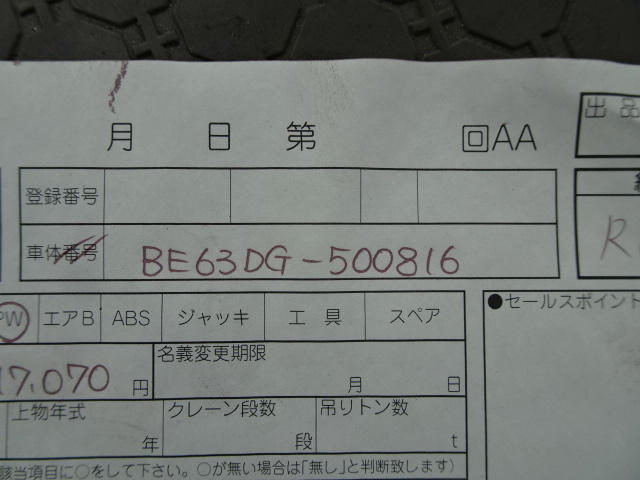 月 日 第 回AA
出品
登録番号
車体番号 BE63DG-500816
R
PW エアB ABS ジャッキ 工具 スペア
●セールスポイント
17,070 円 名義変更期限 月 日
上物年式 年 クレーン段数 段 吊りトン数 t
該当項目に○をして下さい。○が無い場合は「無し」と判断致します)